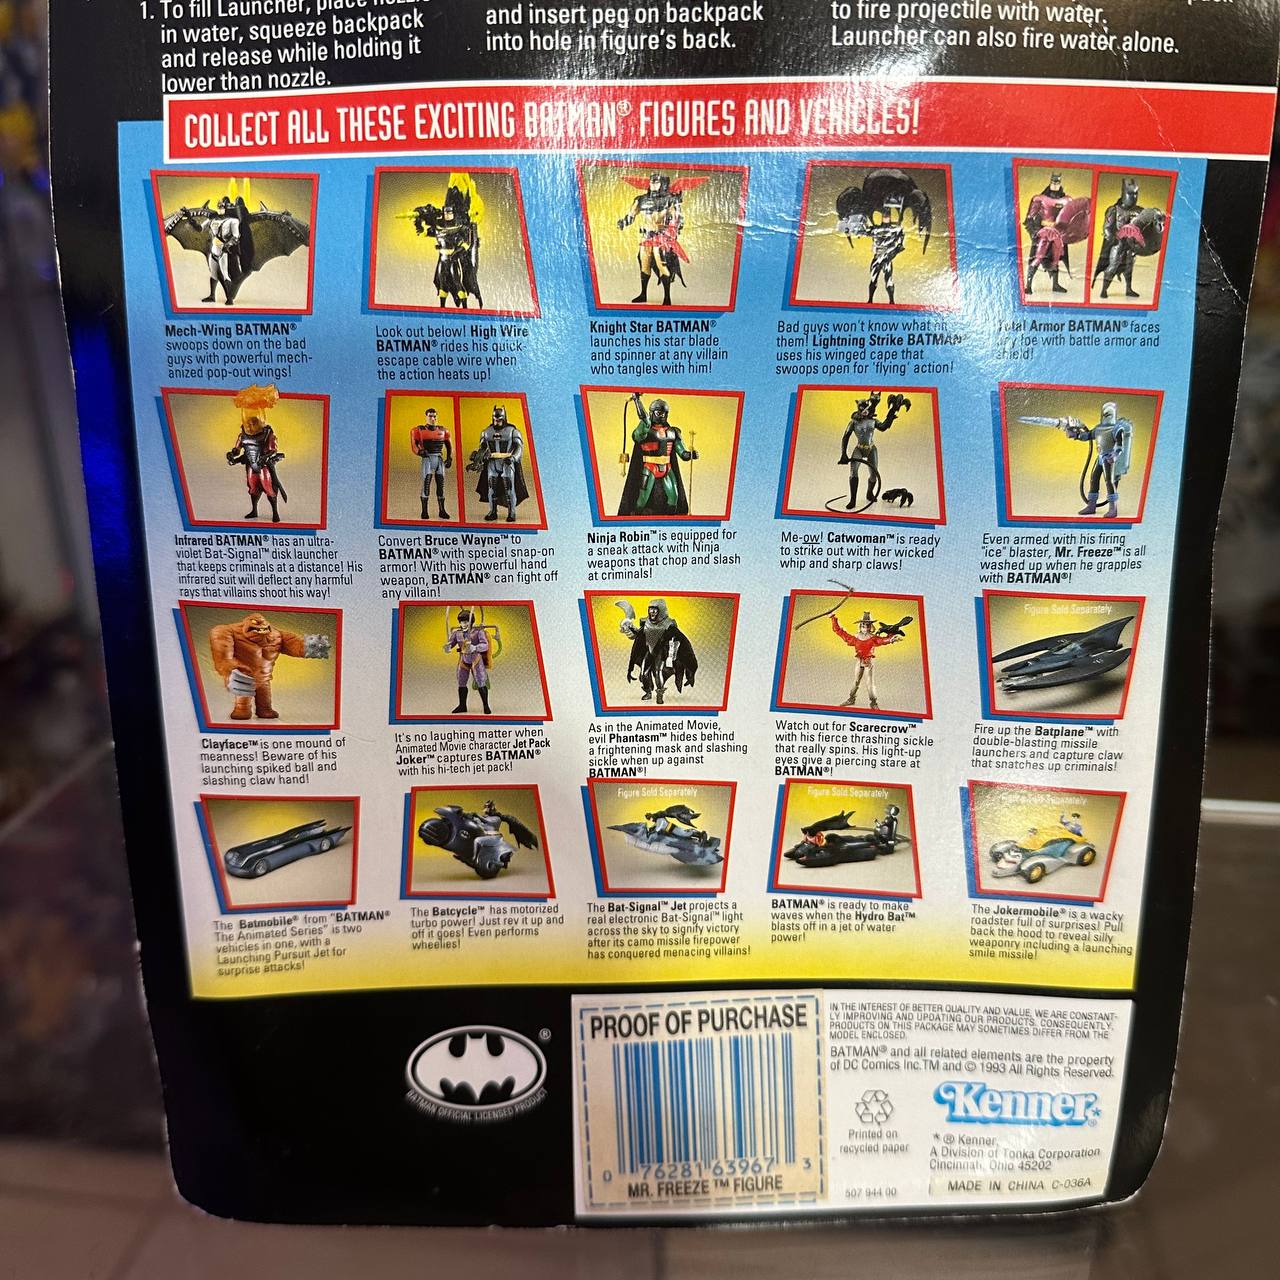 1. To fill Launcher, place
in water, squeeze backpack
and release while holding it
lower than nozzle.
and insert peg on backpack
into hole in figure's back.
to fire projectile with water.
Launcher can also fire water alone.
COLLECT ALL THESE EXCITING BATMAN® FIGURES AND VEHICLES!
Mech-Wing BATMAN®
swoops down on the bad
guys with powerful mech-
anized pop-out wings!
Look out below! High Wire
BATMAN® rides his quick-
escape cable wire when
the action heats up!
Knight Star BATMAN®
launches his star blade
and spinner at any villain
who tangles with him!
Bad guys won't know what
them! Lightning Strike BATMAN®
uses his winged cape that
swoops open for 'flying' action!
Total Armor BATMAN® faces
any foe with battle armor and
shield!
Infrared BATMAN® has an ultra-
violet Bat-Signal™ disk launcher
that keeps criminals at a distance! His
infrared suit will deflect any harmful
rays that villains shoot his way!
Convert Bruce Wayne™ to
BATMAN® with special snap-on
armor! With his powerful hand
weapon, BATMAN® can fight off
any villain!
Ninja Robin™ is equipped for
a sneak attack with Ninja
weapons that chop and slash
at criminals!
Me-ow! Catwoman™ is ready
to strike out with her wicked
whip and sharp claws!
Even armed with his firing
"ice" blaster, Mr. Freeze™ is all
washed up when he grapples
with BATMAN®!
Clayface™ is one mound of
meanness! Beware of his
launching spiked ball and
slashing claw hand!
It's no laughing matter when
Animated Movie character Jet Pack
Joker™ captures BATMAN®
with his hi-tech jet pack!
As in the Animated Movie,
evil Phantasm™ hides behind
a frightening mask and slashing
sickle when up against
BATMAN®!
Watch out for Scarecrow™
with his fierce thrashing sickle
that really spins. His light-up
eyes give a piercing stare at
BATMAN®!
Figure Sold Separately
Fire up the Batplane™ with
double-blasting missile
launchers and capture claw
that snatches up criminals!
The Batmobile® from "BATMAN®
The Animated Series" is two
vehicles in one, with a
Launching Pursuit Jet for
surprise attacks!
The Batcycle™ has motorized
turbo power! Just rev it up and
off it goes! Even performs
wheelies!
Figure Sold Separately
The Bat-Signal™ Jet projects a
real electronic Bat-Signal™ light
across the sky to signify victory
after its camo missile firepower
has conquered menacing villains!
Figure Sold Separately
BATMAN® is ready to make
waves when the Hydro Bat™
blasts off in a jet of water
power!
Figure Sold Separately
The Jokermobile® is a wacky
roadster full of surprises! Pull
back the hood to reveal silly
weaponry including a launching
smile missile!
®
BATMAN OFFICIAL LICENSED PRODUCT
PROOF OF PURCHASE
0 76281 63967 3
MR. FREEZE™ FIGURE
IN THE INTEREST OF BETTER QUALITY AND VALUE, WE ARE CONSTANT-
LY IMPROVING AND UPDATING OUR PRODUCTS. CONSEQUENTLY,
PRODUCTS ON THIS PACKAGE MAY SOMETIMES DIFFER FROM THE
MODEL ENCLOSED.
BATMAN® and all related elements are the property
of DC Comics Inc.TM and © 1993 All Rights Reserved.
Printed on
recycled paper
Kenner*®
* ® Kenner,
A Division of Tonka Corporation
Cincinnati, Ohio 45202
507 944 00
MADE IN CHINA C-036A